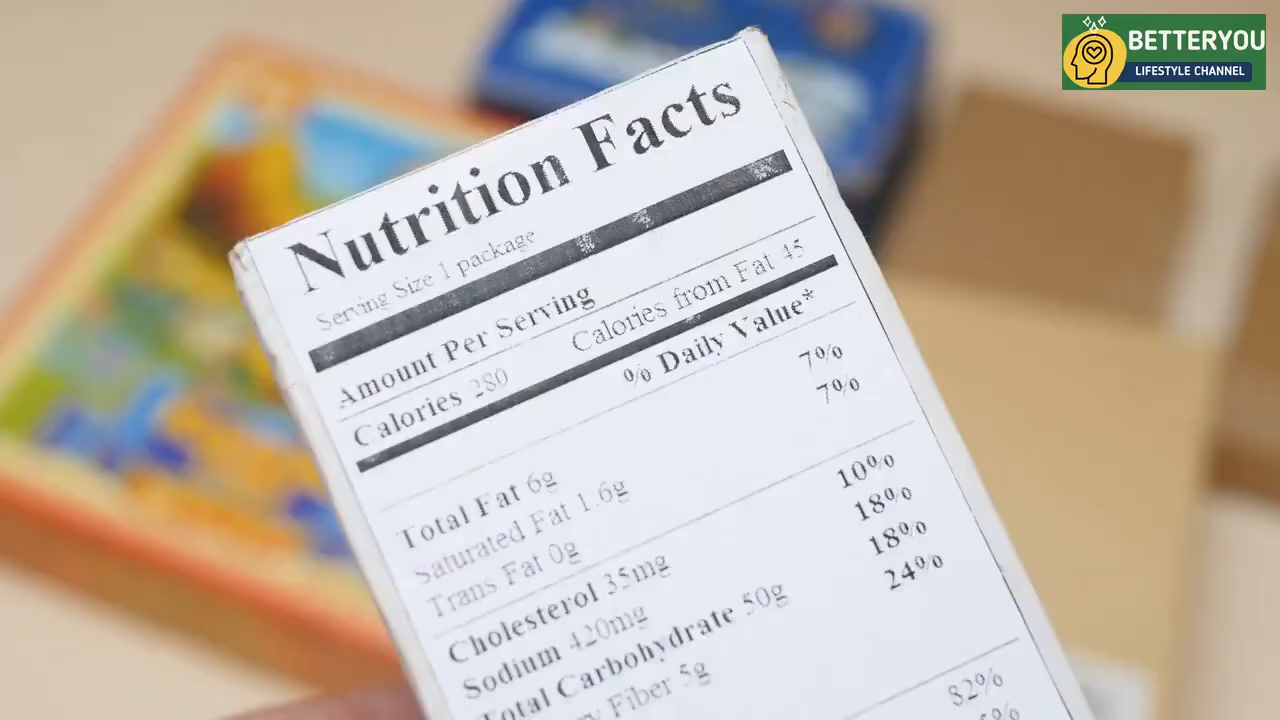 BETTERYOU
LIFESTYLE CHANNEL
Nutrition Facts
Serving Size 1 package
Amount Per Serving
Calories 280 Calories from Fat 45
% Daily Value*
Total Fat 6g 7%
Saturated Fat 1.6g 7%
Trans Fat 0g
Cholesterol 35mg 10%
Sodium 420mg 18%
Total Carbohydrate 50g 18%
Fiber 5g 24%
82%